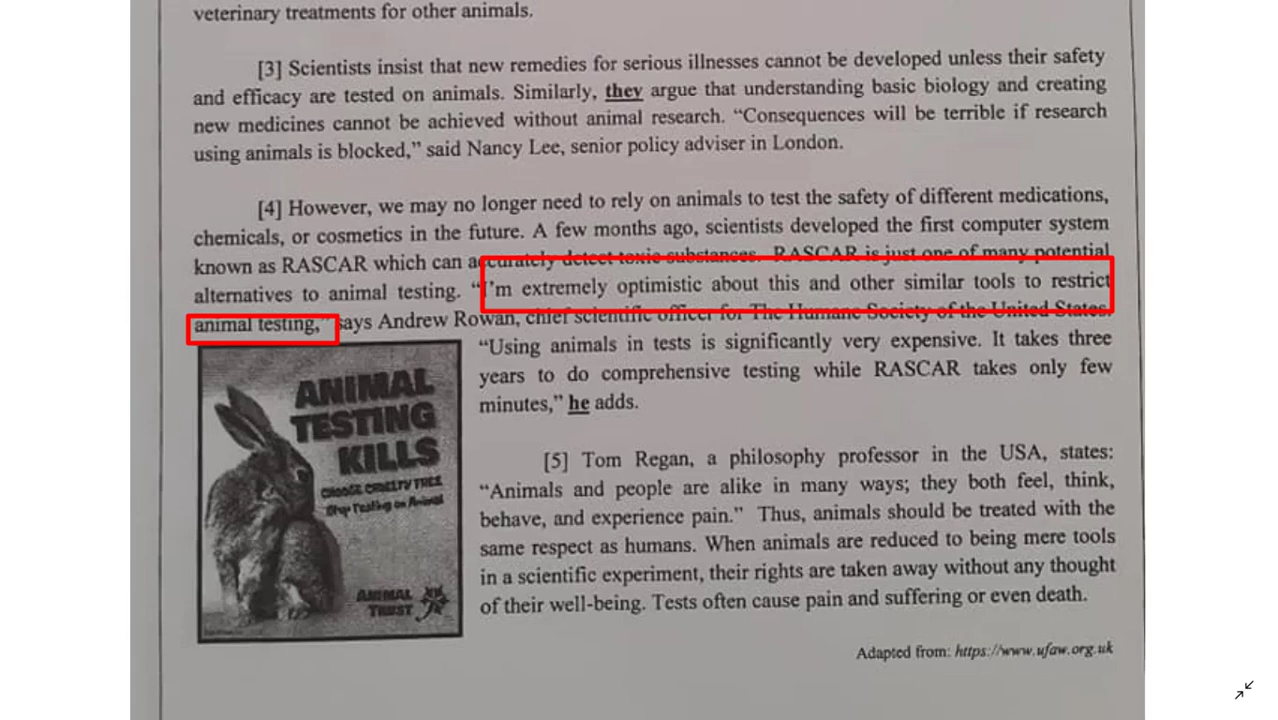 veterinary treatments for other animals.
[3] Scientists insist that new remedies for serious illnesses cannot be developed unless their safety
and efficacy are tested on animals. Similarly, they argue that understanding basic biology and creating
new medicines cannot be achieved without animal research. “Consequences will be terrible if research
using animals is blocked,” said Nancy Lee, senior policy adviser in London.
[4] However, we may no longer need to rely on animals to test the safety of different medications,
chemicals, or cosmetics in the future. A few months ago, scientists developed the first computer system
known as RASCAR which can accurately detect toxic substances. RASCAR is just one of many potential
alternatives to animal testing. “I’m extremely optimistic about this and other similar tools to restrict
animal testing,” says Andrew Rowan, chief scientific officer for The Humane Society of the United States.
“Using animals in tests is significantly very expensive. It takes three
years to do comprehensive testing while RASCAR takes only few
minutes,” he adds.
ANIMAL
TESTING
KILLS
CHOOSE CRUELTY FREE
Stop Testing on Animal
ANIMAL
TRUST
[5] Tom Regan, a philosophy professor in the USA, states:
“Animals and people are alike in many ways; they both feel, think,
behave, and experience pain.” Thus, animals should be treated with the
same respect as humans. When animals are reduced to being mere tools
in a scientific experiment, their rights are taken away without any thought
of their well-being. Tests often cause pain and suffering or even death.
Adapted from: https://www.ufaw.org.uk